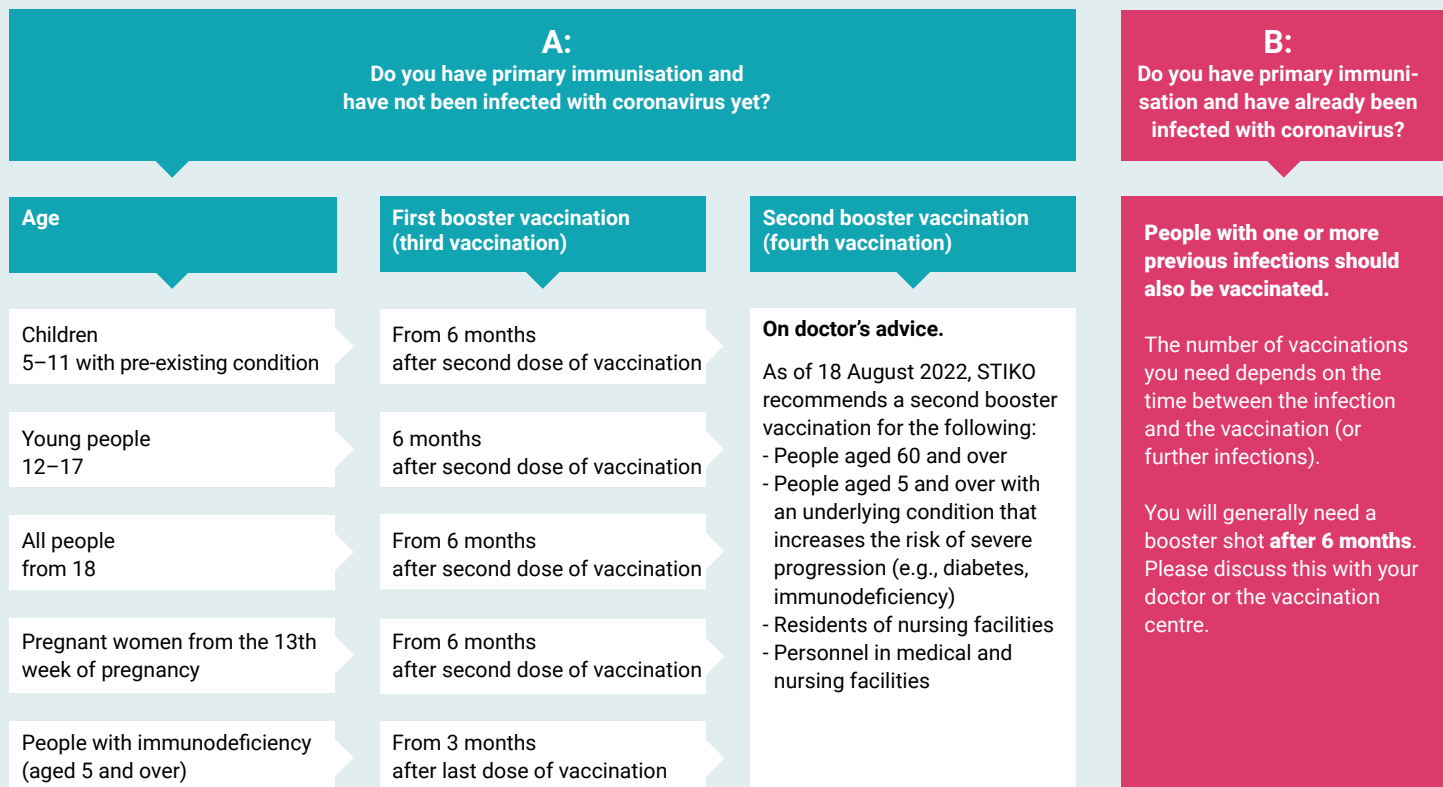 A:
Do you have primary immunisation and
have not been infected with coronavirus yet?
Age
First booster vaccination
(third vaccination)
Second booster vaccination
(fourth vaccination)
Children
5–11 with pre-existing condition
From 6 months
after second dose of vaccination
Young people
12–17
6 months
after second dose of vaccination
All people
from 18
From 6 months
after second dose of vaccination
Pregnant women from the 13th
week of pregnancy
From 6 months
after second dose of vaccination
People with immunodeficiency
(aged 5 and over)
From 3 months
after last dose of vaccination
On doctor’s advice.
As of 18 August 2022, STIKO
recommends a second booster
vaccination for the following:
- People aged 60 and over
- People aged 5 and over with
an underlying condition that
increases the risk of severe
progression (e.g., diabetes,
immunodeficiency)
- Residents of nursing facilities
- Personnel in medical and
nursing facilities
B:
Do you have primary immuni-
sation and have already been
infected with coronavirus?
People with one or more
previous infections should
also be vaccinated.
The number of vaccinations
you need depends on the
time between the infection
and the vaccination (or
further infections).
You will generally need a
booster shot after 6 months.
Please discuss this with your
doctor or the vaccination
centre.